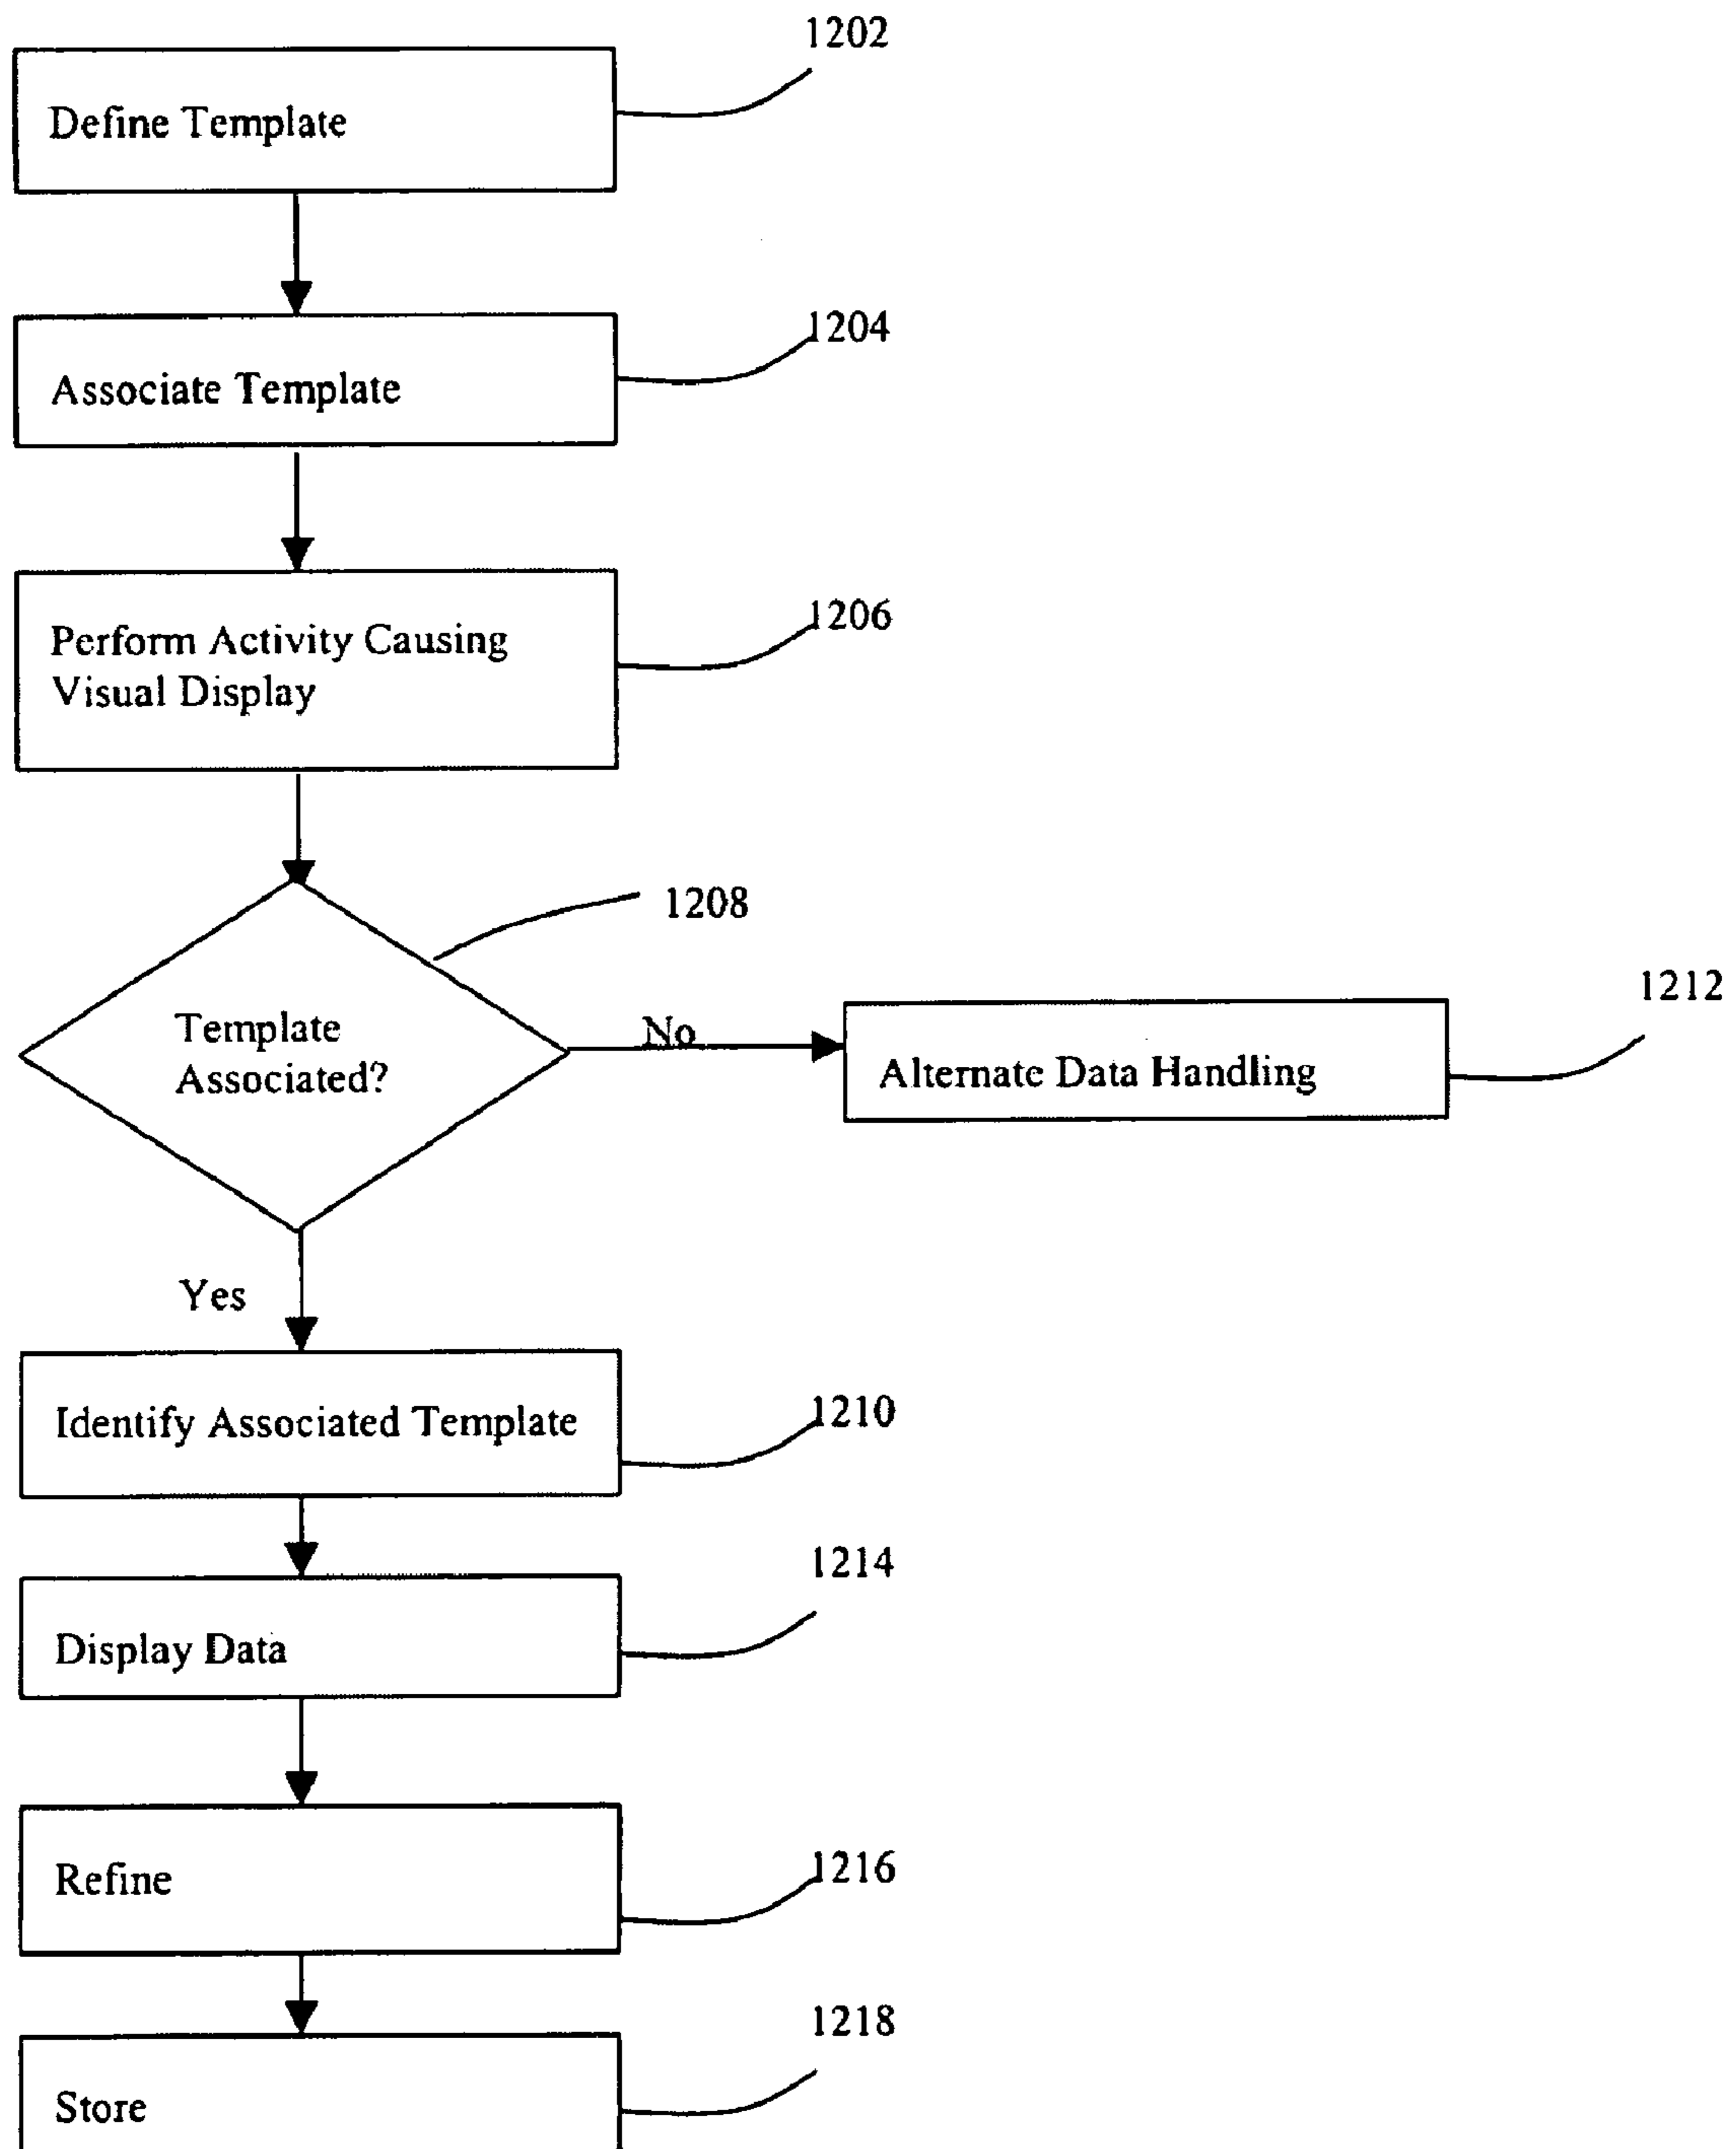 1202
Define Template
1204
Associate Template
1206
Perform Activity Causing
Visual Display
1208
Template
Associated?
No
1212
Alternate Data Handling
Yes
Identify Associated Template
1210
1214
Display Data
1216
Refine
1218
Store